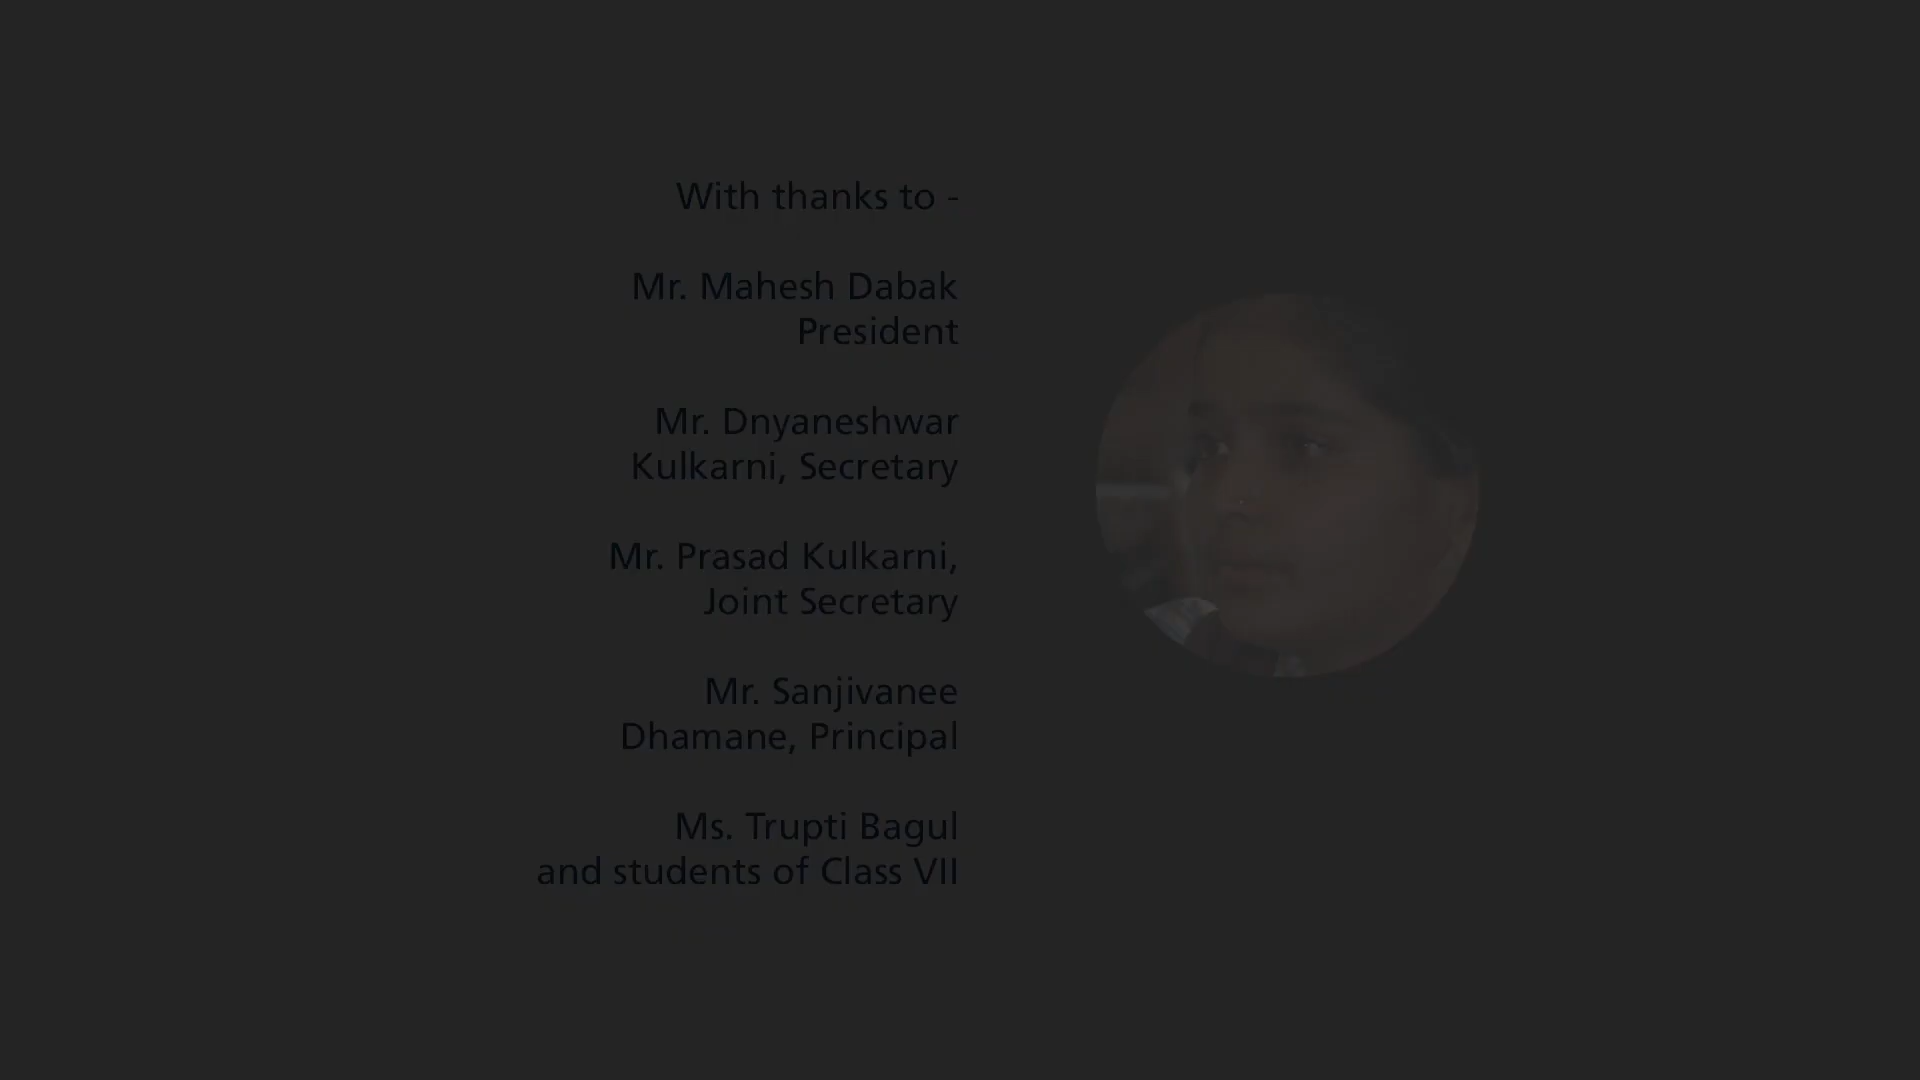 With thanks to -
Mr. Mahesh Dabak
President
Mr. Dnyaneshwar
Kulkarni, Secretary
Mr. Prasad Kulkarni,
Joint Secretary
Mr. Sanjivanee
Dhamane, Principal
Ms. Trupti Bagul
and students of Class VII